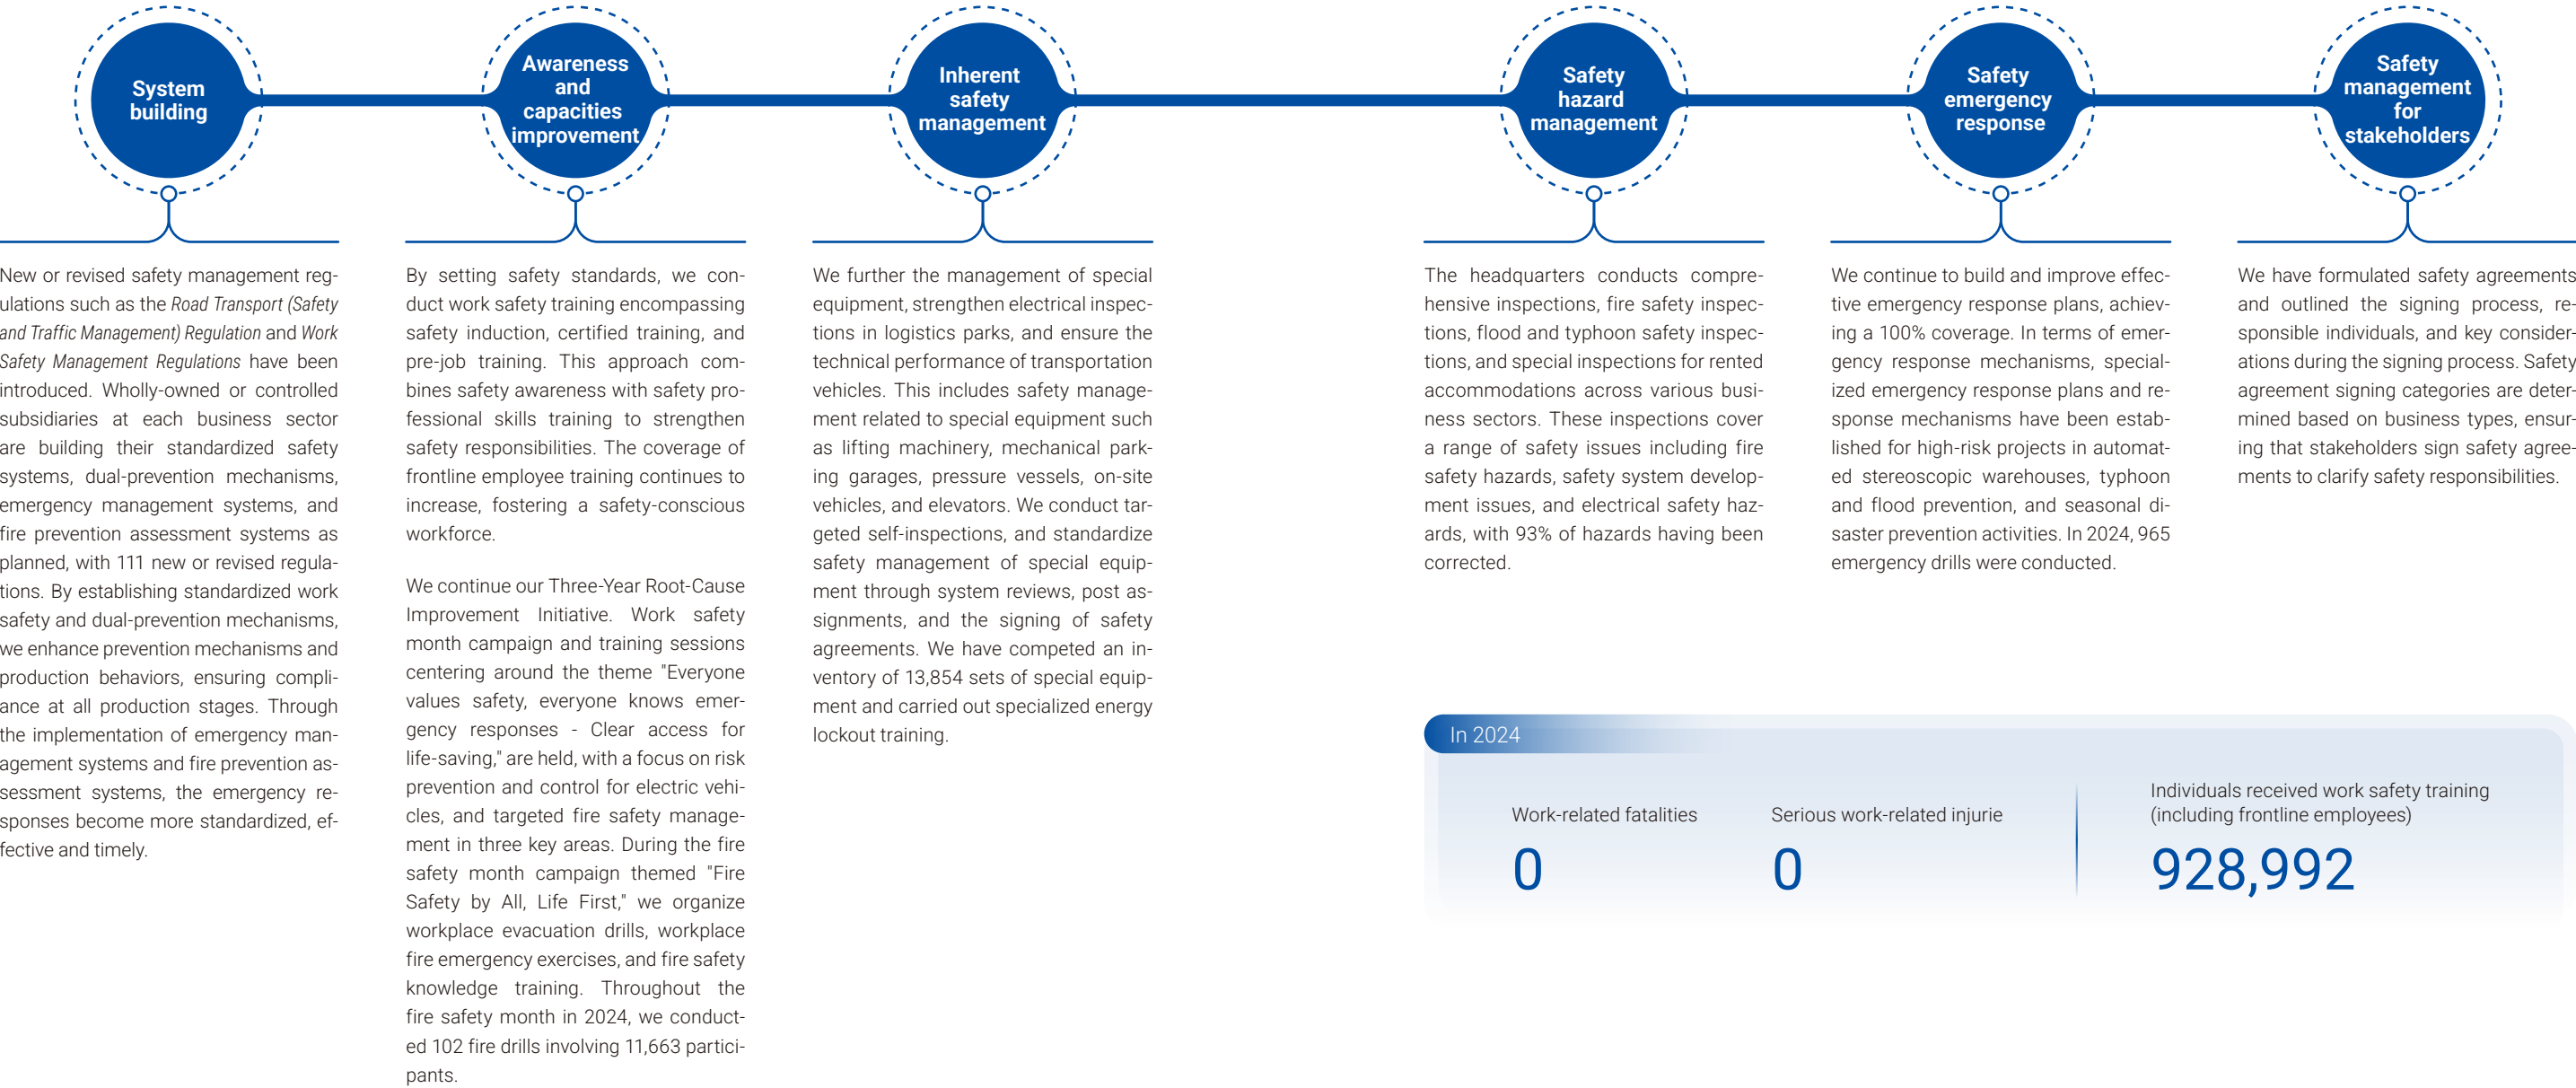 System
building
New or revised safety management reg-
ulations such as the Road Transport (Safety
and Traffic Management) Regulation and Work
Safety Management Regulations have been
introduced. Wholly-owned or controlled
subsidiaries at each business sector
are building their standardized safety
systems, dual-prevention mechanisms,
emergency management systems, and
fire prevention assessment systems as
planned, with 111 new or revised regula-
tions. By establishing standardized work
safety and dual-prevention mechanisms,
we enhance prevention mechanisms and
production behaviors, ensuring compli-
ance at all production stages. Through
the implementation of emergency man-
agement systems and fire prevention as-
sessment systems, the emergency re-
sponses become more standardized, ef-
fective and timely.
Awareness
and
capacities
improvement
By setting safety standards, we con-
duct work safety training encompassing
safety induction, certified training, and
pre-job training. This approach com-
bines safety awareness with safety pro-
fessional skills training to strengthen
safety responsibilities. The coverage of
frontline employee training continues to
increase, fostering a safety-conscious
workforce.
We continue our Three-Year Root-Cause
Improvement Initiative. Work safety
month campaign and training sessions
centering around the theme "Everyone
values safety, everyone knows emer-
gency responses - Clear access for
life-saving," are held, with a focus on risk
prevention and control for electric vehi-
cles, and targeted fire safety manage-
ment in three key areas. During the fire
safety month campaign themed "Fire
Safety by All, Life First," we organize
workplace evacuation drills, workplace
fire emergency exercises, and fire safety
knowledge training. Throughout the
fire safety month in 2024, we conduct-
ed 102 fire drills involving 11,663 partici-
pants.
Inherent
safety
management
We further the management of special
equipment, strengthen electrical inspec-
tions in logistics parks, and ensure the
technical performance of transportation
vehicles. This includes safety manage-
ment related to special equipment such
as lifting machinery, mechanical park-
ing garages, pressure vessels, on-site
vehicles, and elevators. We conduct tar-
geted self-inspections, and standardize
safety management of special equip-
ment through system reviews, post as-
signments, and the signing of safety
agreements. We have competed an in-
ventory of 13,854 sets of special equip-
ment and carried out specialized energy
lockout training.
Safety
hazard
management
The headquarters conducts compre-
hensive inspections, fire safety inspec-
tions, flood and typhoon safety inspec-
tions, and special inspections for rented
accommodations across various busi-
ness sectors. These inspections cover
a range of safety issues including fire
safety hazards, safety system develop-
ment issues, and electrical safety haz-
ards, with 93% of hazards having been
corrected.
Safety
emergency
response
We continue to build and improve effec-
tive emergency response plans, achiev-
ing a 100% coverage. In terms of emer-
gency response mechanisms, special-
ized emergency response plans and re-
sponse mechanisms have been estab-
lished for high-risk projects in automat-
ed stereoscopic warehouses, typhoon
and flood prevention, and seasonal di-
saster prevention activities. In 2024, 965
emergency drills were conducted.
Safety
management
for
stakeholders
We have formulated safety agreements
and outlined the signing process, re-
sponsible individuals, and key consider-
ations during the signing process. Safety
agreement signing categories are deter-
mined based on business types, ensur-
ing that stakeholders sign safety agree-
ments to clarify safety responsibilities.
In 2024
Work-related fatalities
0
Serious work-related injurie
0
Individuals received work safety training
(including frontline employees)
928,992